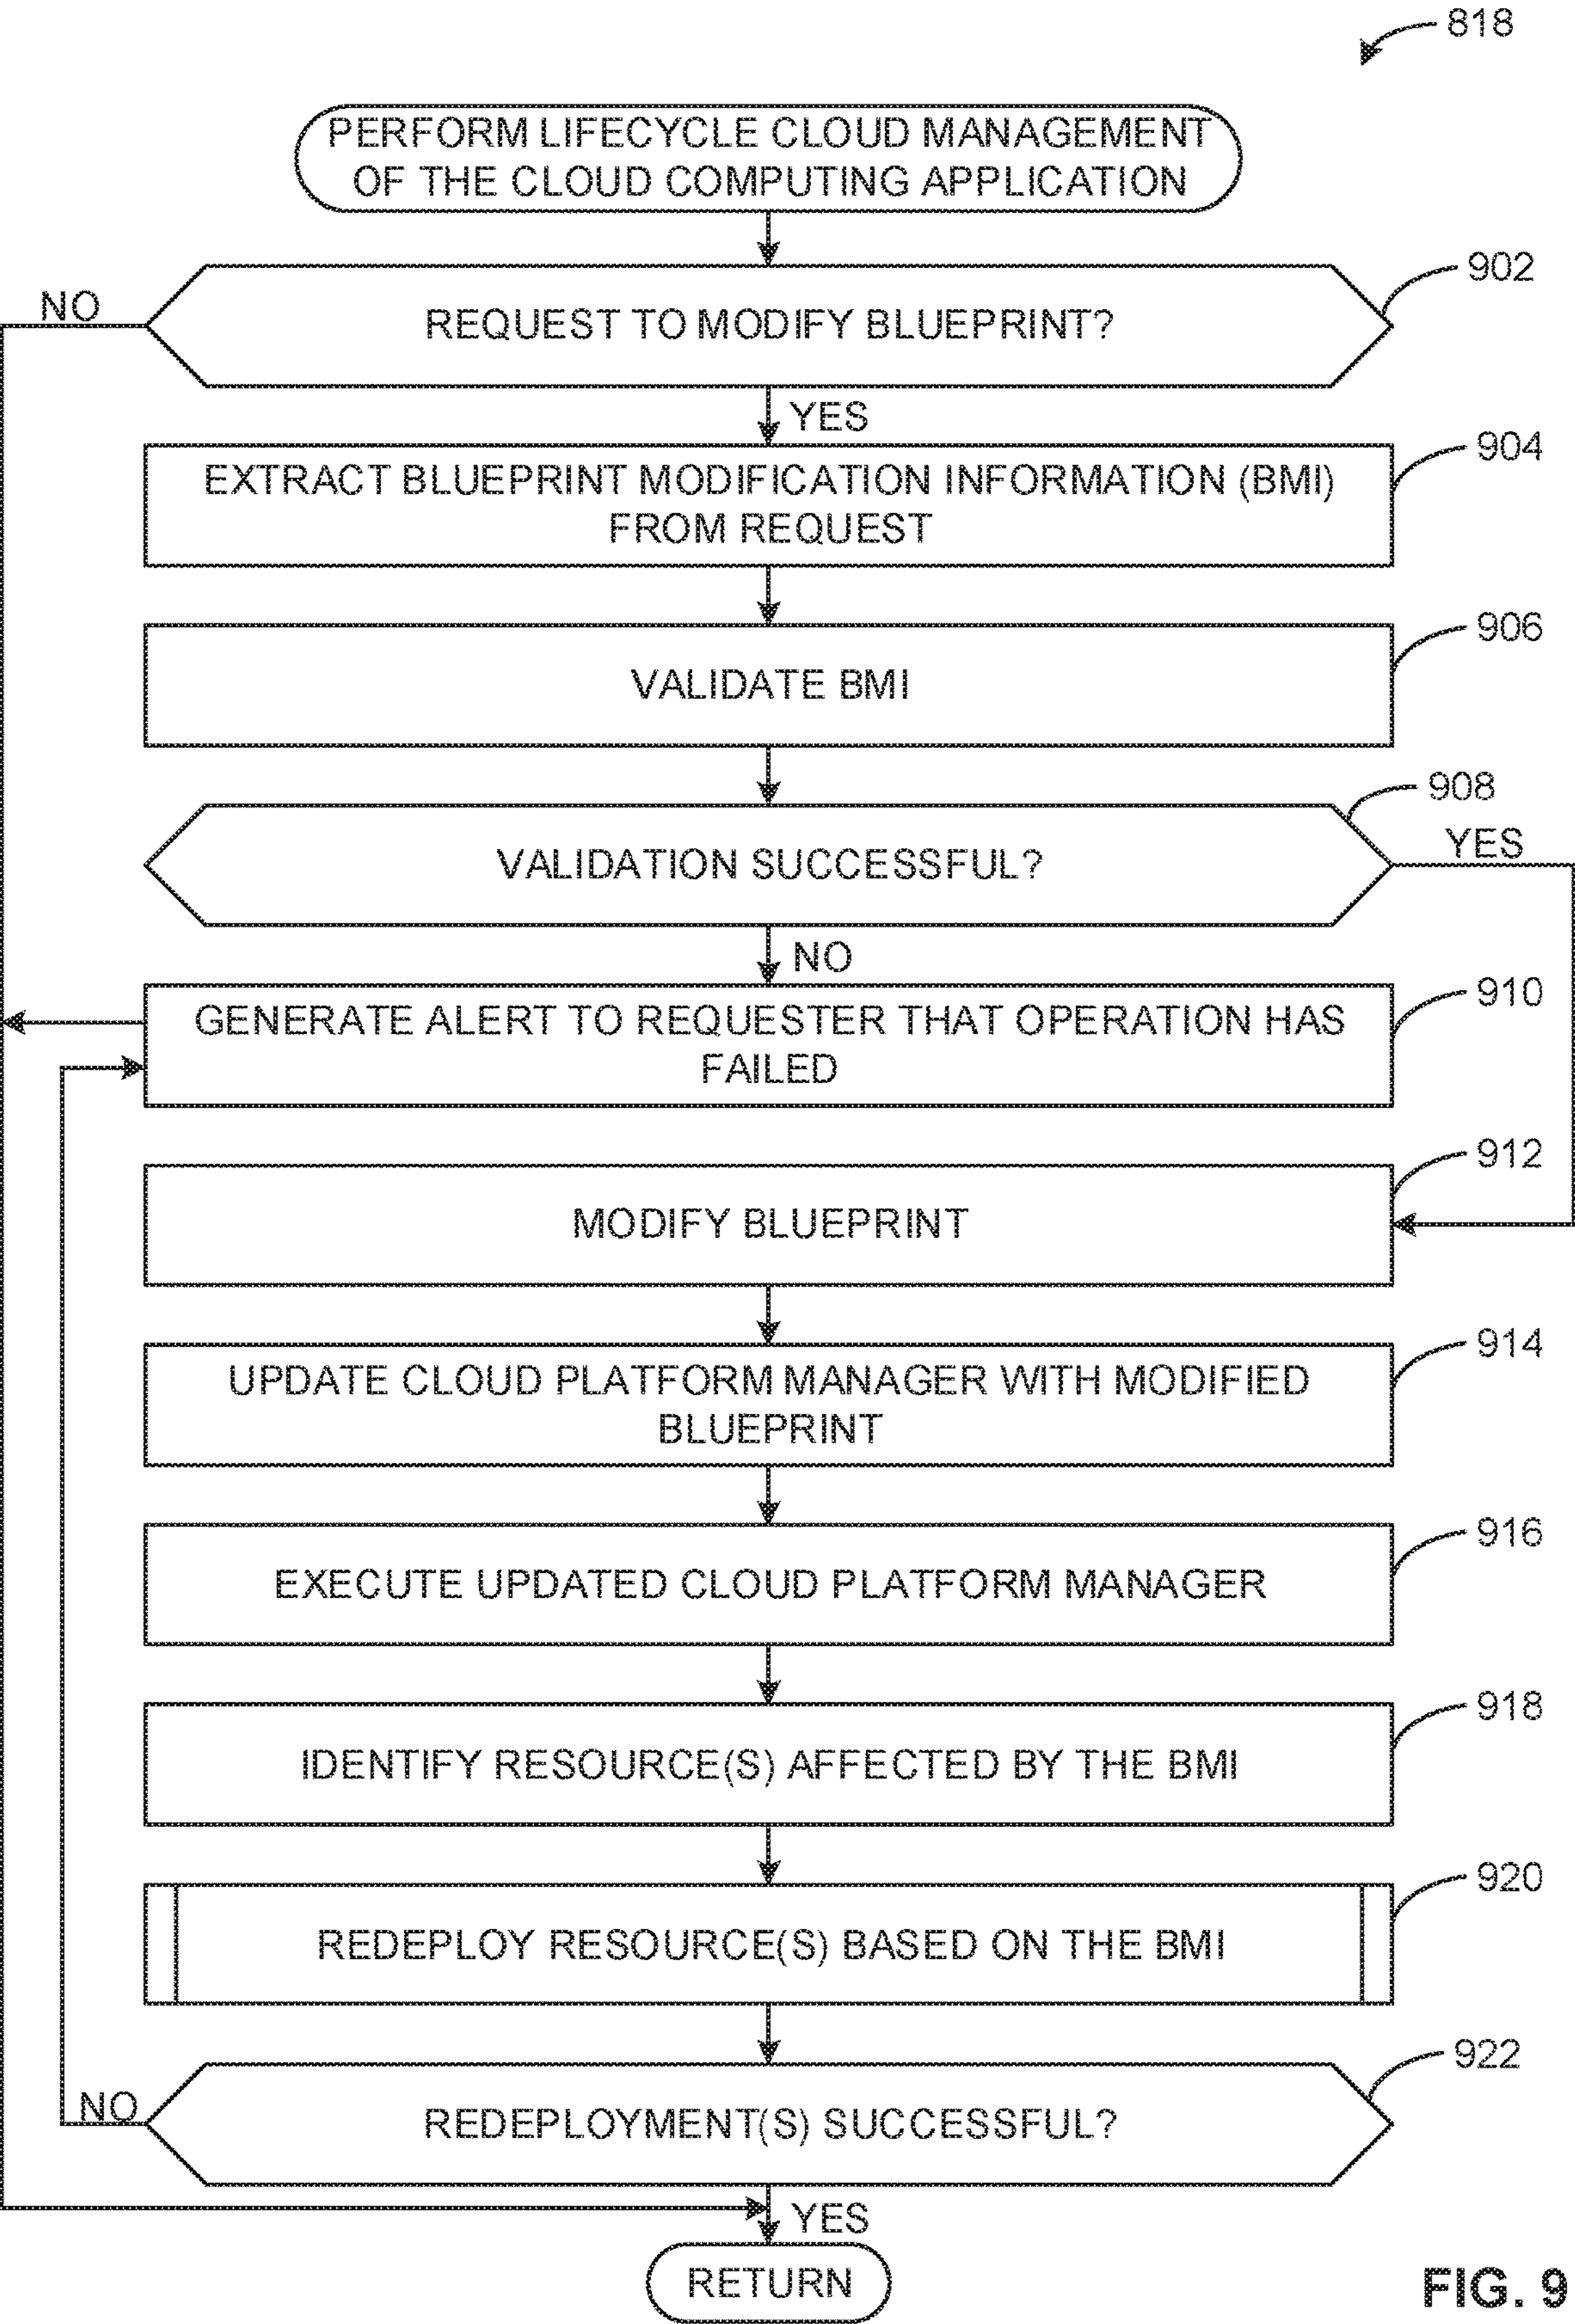 818
PERFORM LIFECYCLE CLOUD MANAGEMENT
OF THE CLOUD COMPUTING APPLICATION
902
NO
REQUEST TO MODIFY BLUEPRINT?
YES
904
EXTRACT BLUEPRINT MODIFICATION INFORMATION (BMI)
FROM REQUEST
906
VALIDATE BMI
908
YES
VALIDATION SUCCESSFUL?
NO
910
GENERATE ALERT TO REQUESTER THAT OPERATION HAS
FAILED
912
MODIFY BLUEPRINT
914
UPDATE CLOUD PLATFORM MANAGER WITH MODIFIED
BLUEPRINT
916
EXECUTE UPDATED CLOUD PLATFORM MANAGER
918
IDENTIFY RESOURCE(S) AFFECTED BY THE BMI
920
REDEPLOY RESOURCE(S) BASED ON THE BMI
922
NO
REDEPLOYMENT(S) SUCCESSFUL?
YES
RETURN
FIG. 9